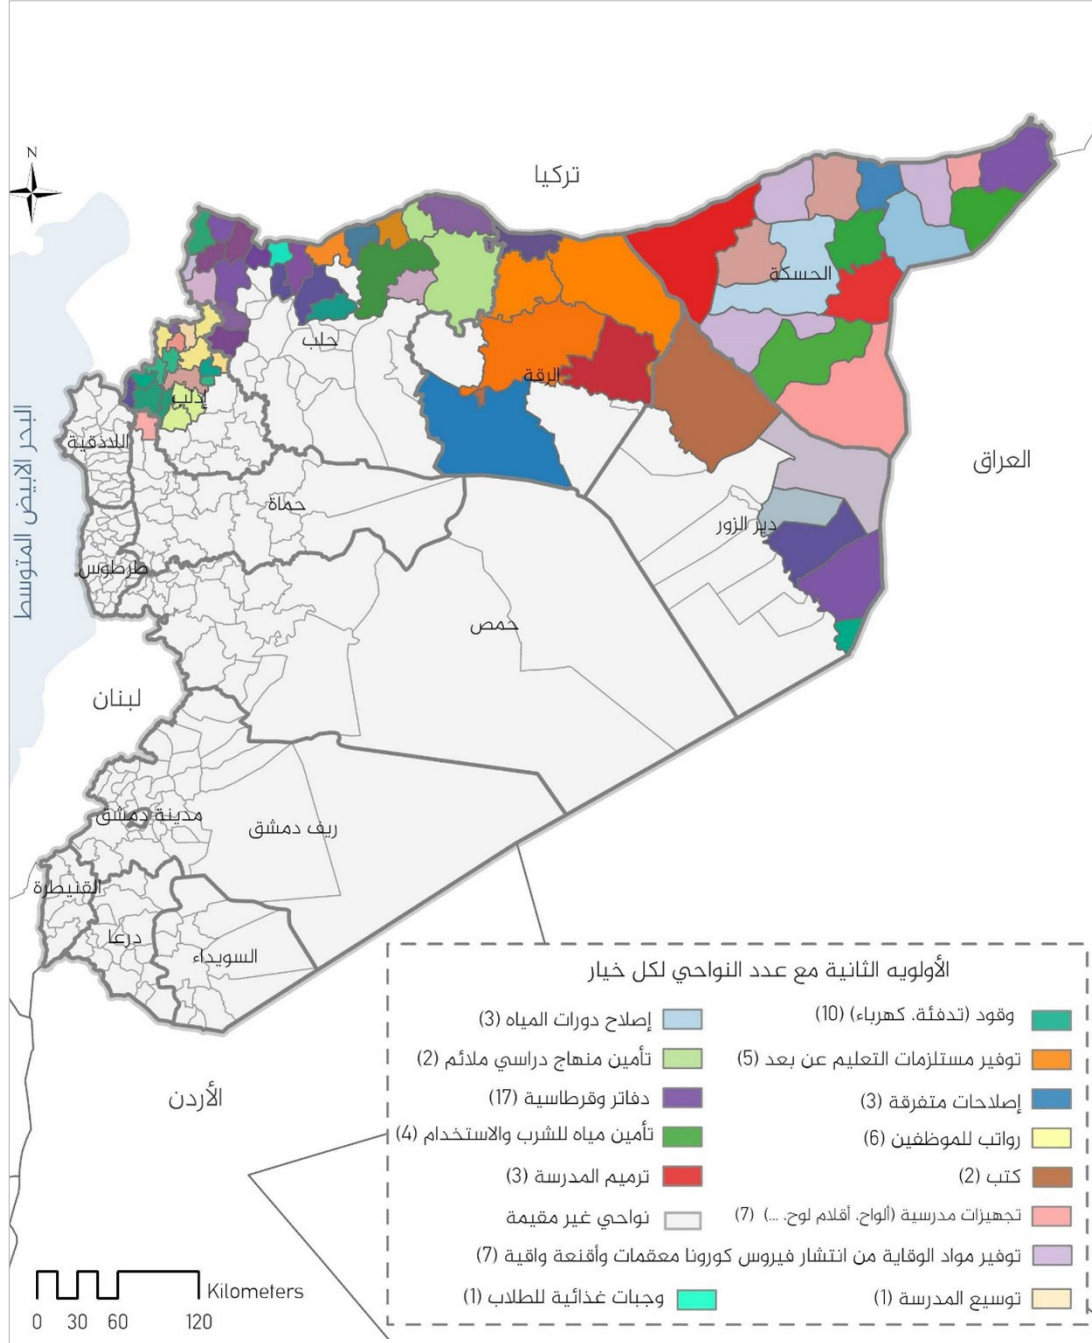 N
تركيا
الحسكة
حلب
الرقة
إدلب
اللاذقية
البحر الابيض المتوسط
العراق
حماة
دير الزور
طرطوس
حمص
لبنان
مدينة دمشق
ريف دمشق
القنيطرة
درعا
السويداء
الأردن
الأولويه الثانية مع عدد النواحي لكل خيار
وقود (تدفئة، كهرباء) (10)
إصلاح دورات المياه (3)
توفير مستلزمات التعليم عن بعد (5)
تأمين منهاج دراسي ملائم (2)
إصلاحات متفرقة (3)
دفاتر وقرطاسية (17)
رواتب للموظفين (6)
تأمين مياه للشرب والاستخدام (4)
كتب (2)
ترميم المدرسة (3)
تجهيزات مدرسية (ألواح، أقلام لوح، ...) (7)
نواحي غير مقيمة
توفير مواد الوقاية من انتشار فيروس كورونا معقمات وأقنعة واقية (7)
توسيع المدرسة (1)
وجبات غذائية للطلاب (1)
Kilometers
0 30 60 120